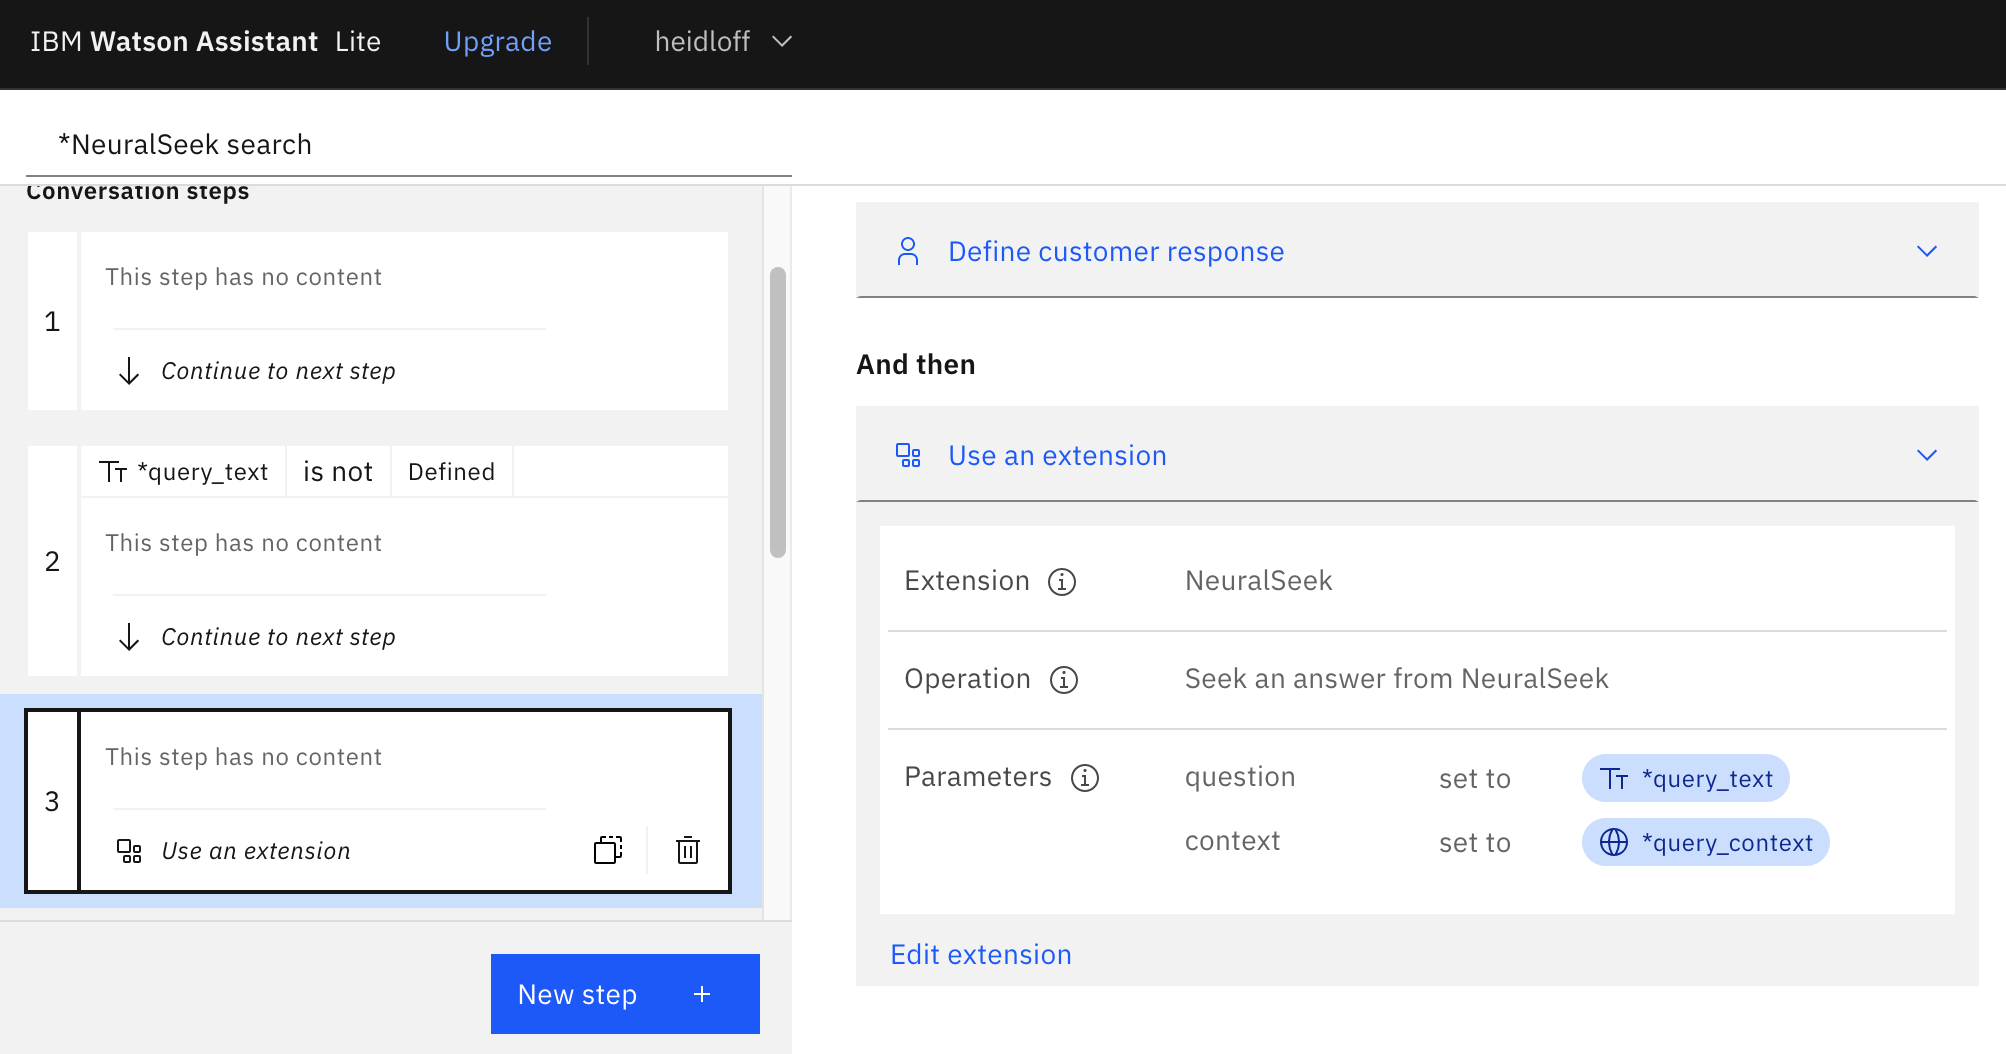 IBM Watson Assistant Lite Upgrade heidloff
*NeuralSeek search
Conversation steps
1
This step has no content
Continue to next step
2
*query_text is not Defined
This step has no content
Continue to next step
3
This step has no content
Use an extension
New step +
Define customer response
And then
Use an extension
Extension NeuralSeek
Operation Seek an answer from NeuralSeek
Parameters question set to *query_text
context set to *query_context
Edit extension